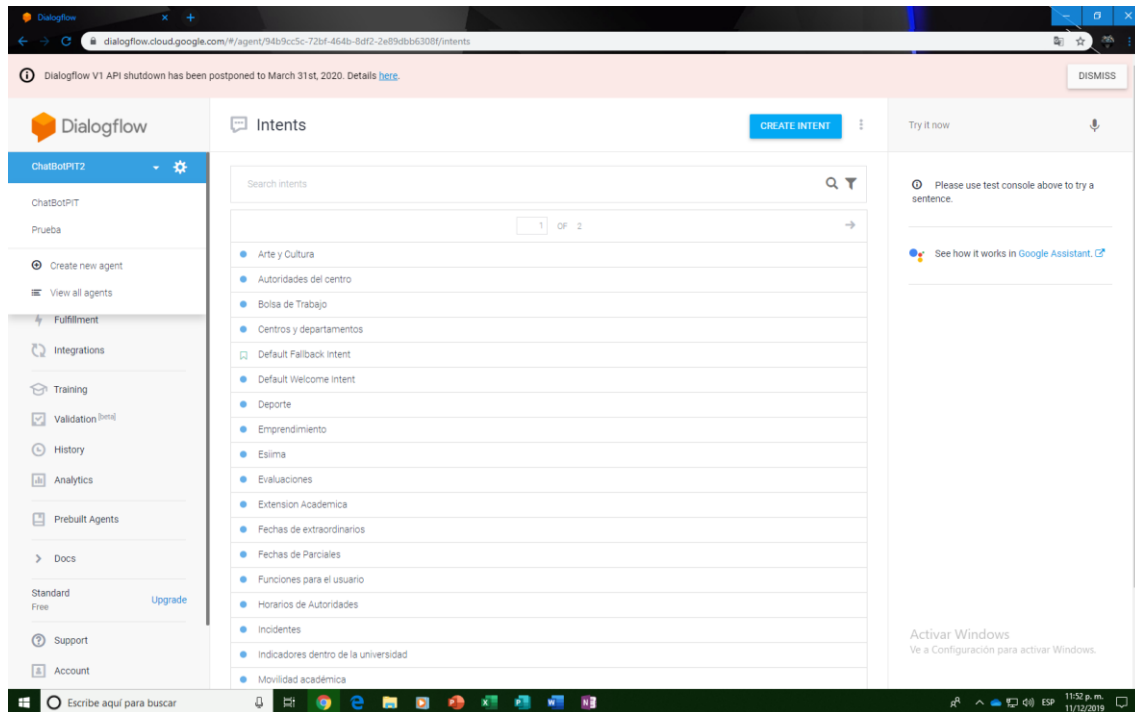 Dialogflow
dialogflow.cloud.google.com/#/agent/94b9cc5c-72bf-464b-8df2-2e89dbb6308f/intents
Dialogflow V1 API shutdown has been postponed to March 31st, 2020. Details here.
DISMISS
Dialogflow
Intents
CREATE INTENT
Try it now
ChatBotPIT2
Search intents
Please use test console above to try a
sentence.
ChatBotPIT
Prueba
1 OF 2
Create new agent
View all agents
Fulfillment
Integrations
Training
Validation [beta]
History
Analytics
Prebuilt Agents
Docs
Standard
Free
Upgrade
Support
Account
Arte y Cultura
Autoridades del centro
Bolsa de Trabajo
Centros y departamentos
Default Fallback Intent
Default Welcome Intent
Deporte
Emprendimiento
Esiima
Evaluaciones
Extension Academica
Fechas de extraordinarios
Fechas de Parciales
Funciones para el usuario
Horarios de Autoridades
Incidentes
Indicadores dentro de la universidad
Movilidad académica
See how it works in Google Assistant.
Activar Windows
Ve a Configuración para activar Windows.
Escribe aquí para buscar
ESP
11:52 p. m.
11/12/2019